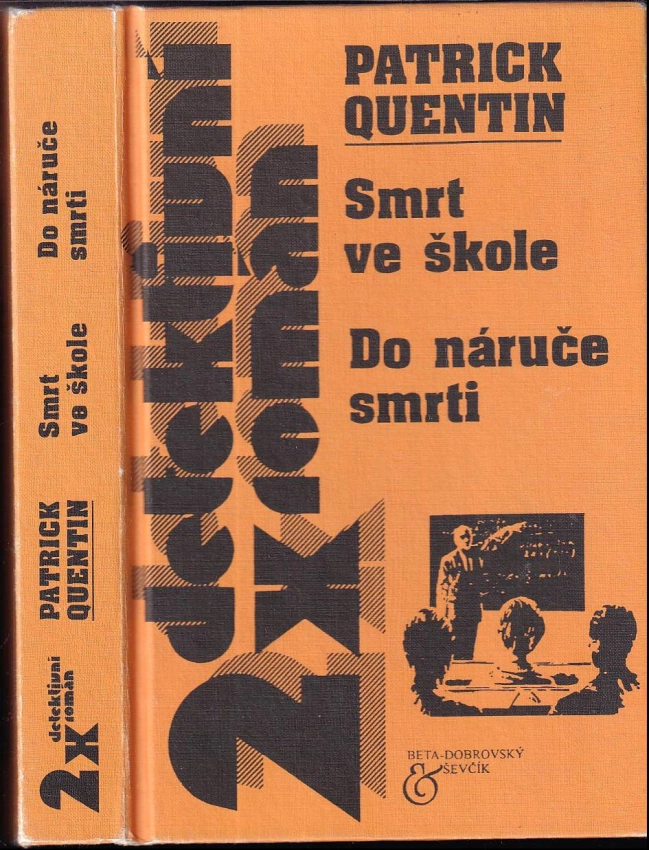 Do náruče
smrti
Smrt
ve škole
PATRICK
QUENTIN
detektivní
román
2x
2x detektivní
román
PATRICK
QUENTIN
Smrt
ve škole
Do náruče
smrti
BETA-DOBROVSKÝ
& ŠEVČÍK